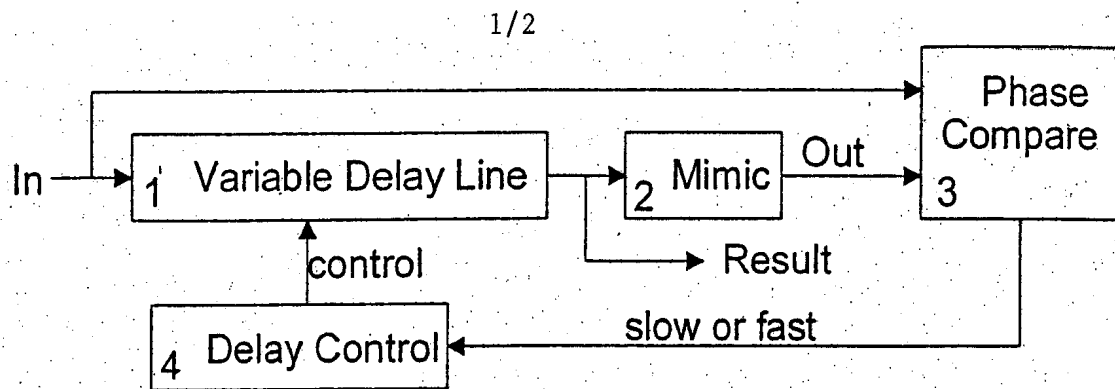 1/2
Phase
Compare
3
In
1 Variable Delay Line
2 Mimic
Out
control
Result
4 Delay Control
slow or fast